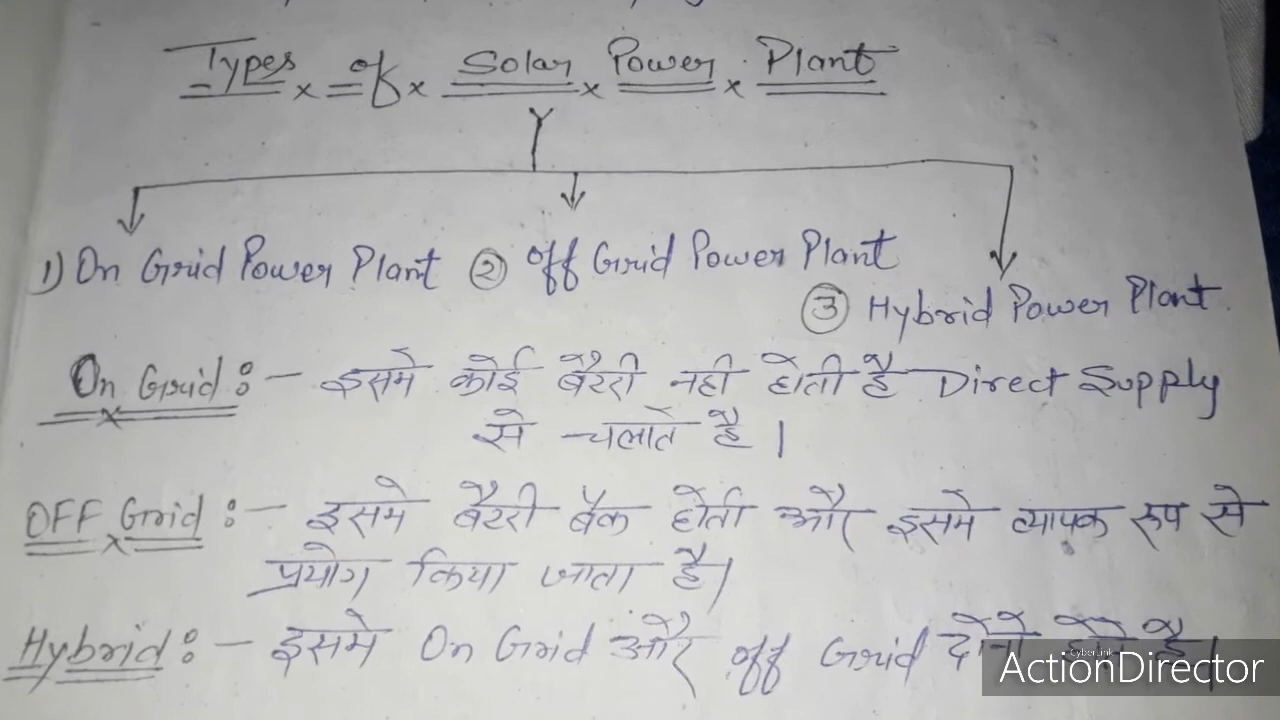 Types of Solar Power Plant
1) On Grid Power Plant ② Off Grid Power Plant
③ Hybrid Power Plant
On Grid :- इसमे कोई बैटरी नही होती है Direct Supply
से चलाते है।
OFF Grid :- इसमे बैटरी बैक होती और इसमे व्यापक रूप से
प्रयोग किया जाता है।
Hybrid :- इसमे On Grid और off Grid दोनो होते है।
CyberLink
ActionDirector